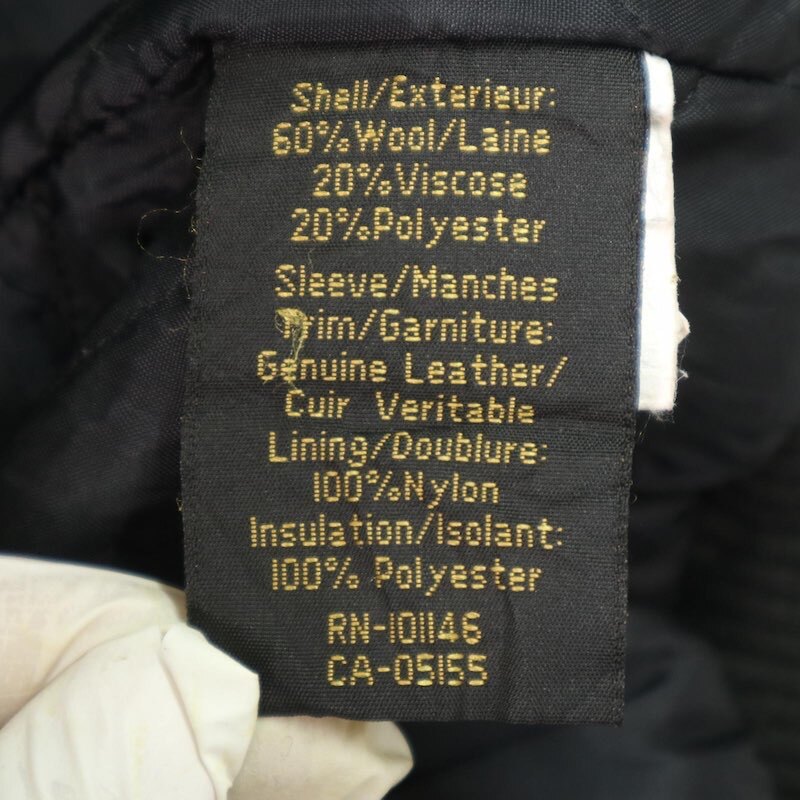 Shell/Exterieur:
60%Wool/Laine
20%Viscose
20%Polyester
Sleeve/Manches
Trim/Garniture:
Genuine Leather/
Cuir Veritable
Lining/Doublure:
100%Nylon
Insulation/Isolant:
100% Polyester
RN-101146
CA-05155